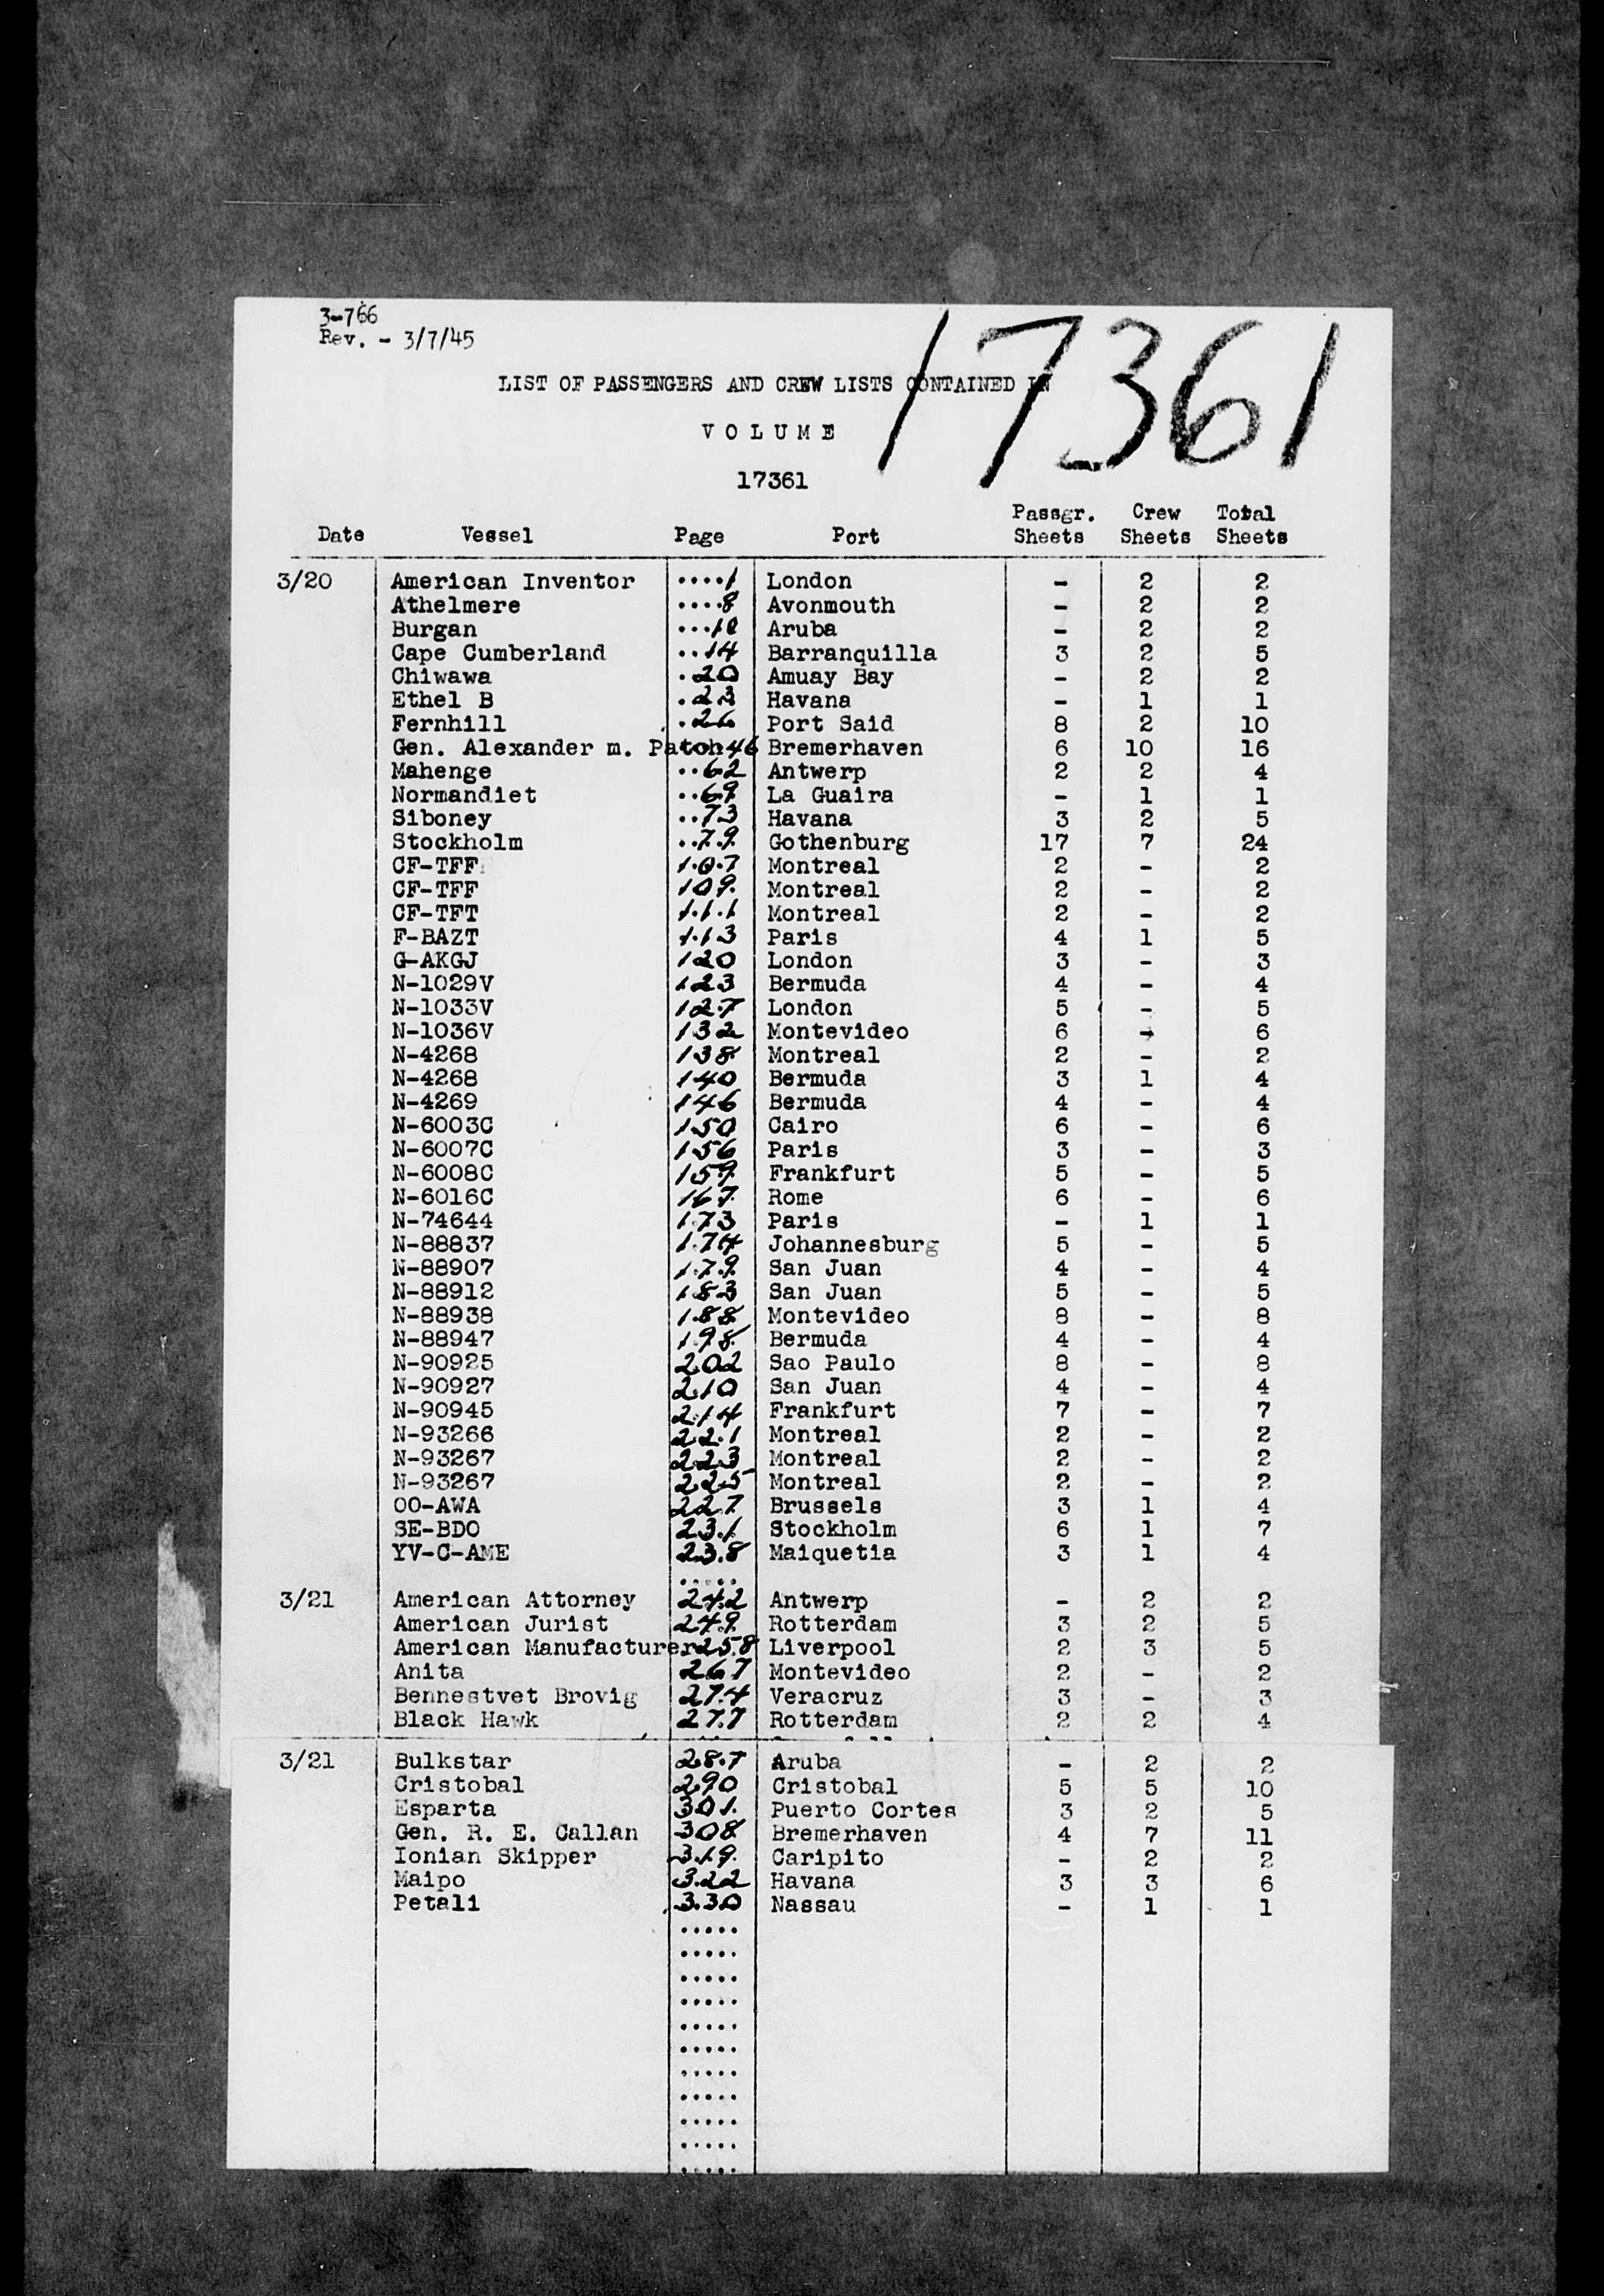 3-766
Rev. - 3/7/45
17361
LIST OF PASSENGERS AND CREW LISTS CONTAINED IN
VOLUME
17361
Date Vessel Page Port Passgr. Sheets Crew Sheets Total Sheets
3/20 American Inventor ....1 London - 2 2
Athelmere ....8 Avonmouth - 2 2
Burgan Aruba - 2 2
Cape Cumberland ..14 Barranquilla 3 2 5
Chiwawa .20 Amuay Bay - 2 2
Ethel B .23 Havana - 1 1
Fernhill .26 Port Said 8 2 10
Gen. Alexander m. Patch 46 Bremerhaven 6 10 16
Mahenge ..62 Antwerp 2 2 4
Normandiet ..69 La Guaira - 1 1
Siboney ..73 Havana 3 2 5
Stockholm ..79 Gothenburg 17 7 24
CF-TFF 107 Montreal 2 - 2
CF-TFF 109 Montreal 2 - 2
CF-TFT 111 Montreal 2 - 2
F-BAZT 113 Paris 4 1 5
G-AKGJ 120 London 3 - 3
N-1029V 123 Bermuda 4 - 4
N-1033V 127 London 5 - 5
N-1036V 132 Montevideo 6 - 6
N-4268 138 Montreal 2 - 2
N-4268 140 Bermuda 3 1 4
N-4269 146 Bermuda 4 - 4
N-6003C 150 Cairo 6 - 6
N-6007C 156 Paris 3 - 3
N-6008C 159 Frankfurt 5 - 5
N-6016C 167 Rome 6 - 6
N-74644 173 Paris - 1 1
N-88837 174 Johannesburg 5 - 5
N-88907 179 San Juan 4 - 4
N-88912 183 San Juan 5 - 5
N-88938 188 Montevideo 8 - 8
N-88947 198 Bermuda 4 - 4
N-90925 202 Sao Paulo 8 - 8
N-90927 210 San Juan 4 - 4
N-90945 214 Frankfurt 7 - 7
N-93266 221 Montreal 2 - 2
N-93267 223 Montreal 2 - 2
N-93267 225 Montreal 2 - 2
OO-AWA 227 Brussels 3 1 4
SE-BDO 231 Stockholm 6 1 7
YV-C-AME 238 Maiquetia 3 1 4
3/21 American Attorney 242 Antwerp - 2 2
American Jurist 249 Rotterdam 3 2 5
American Manufacturer 258 Liverpool 2 3 5
Anita 267 Montevideo 2 - 2
Bennestvet Brovig 274 Veracruz 3 - 3
Black Hawk 277 Rotterdam 2 2 4
3/21 Bulkstar 287 Aruba - 2 2
Cristobal 290 Cristobal 5 5 10
Esparta 301 Puerto Cortes 3 2 5
Gen. R. E. Callan 308 Bremerhaven 4 7 11
Ionian Skipper 319 Caripito - 2 2
Maipo 322 Havana 3 3 6
Petali 330 Nassau - 1 1